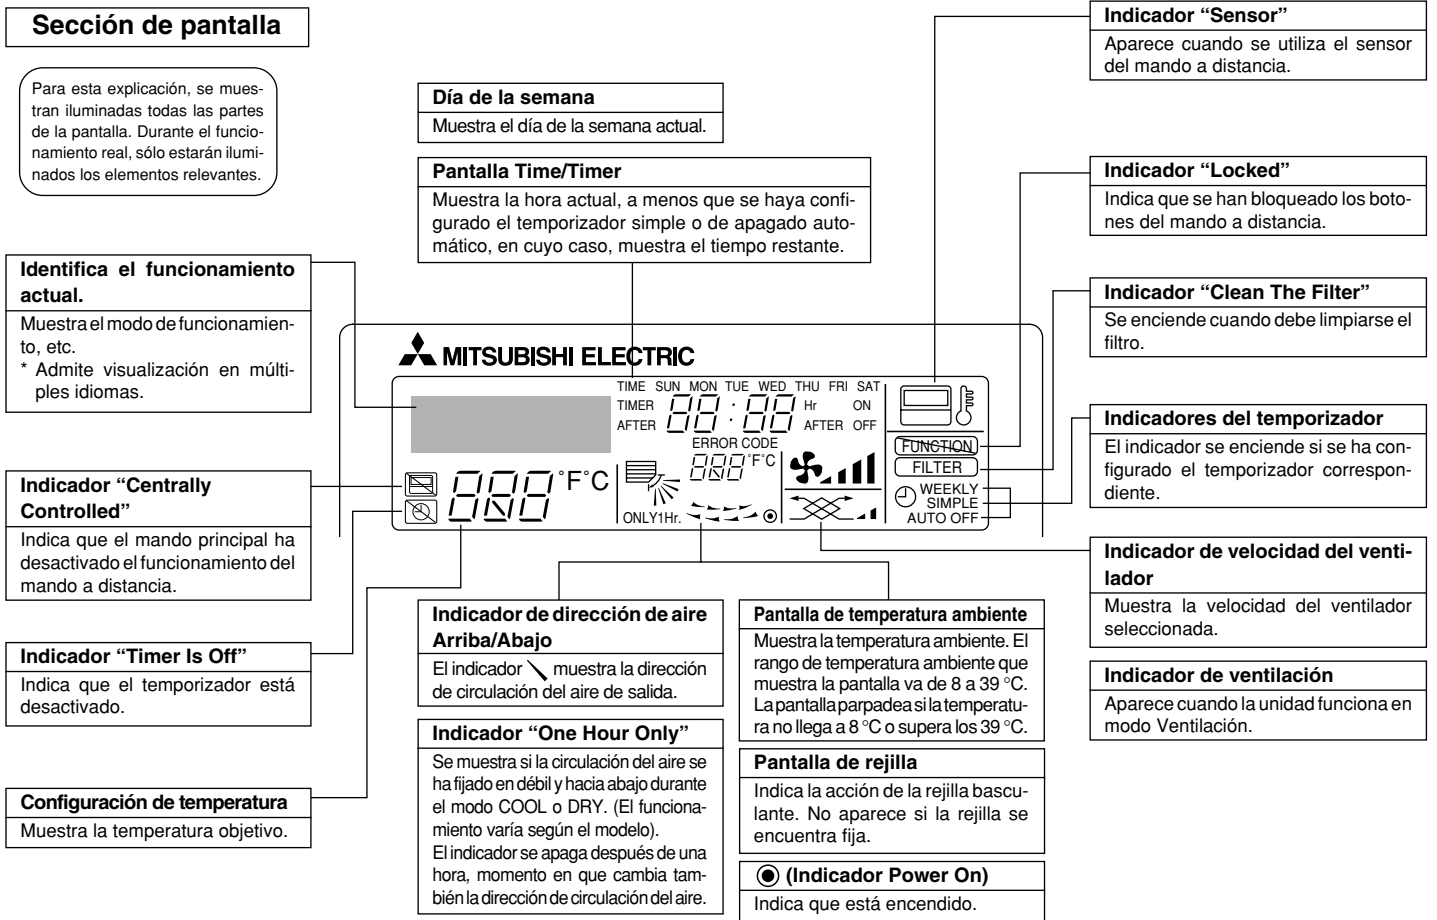 Sección de pantalla
Para esta explicación, se mues-
tran iluminadas todas las partes
de la pantalla. Durante el funcio-
namiento real, sólo estarán ilumi-
nados los elementos relevantes.
Identifica el funcionamiento
actual.
Muestra el modo de funcionamien-
to, etc.
* Admite visualización en múlti-
ples idiomas.
Indicador “Centrally
Controlled”
Indica que el mando principal ha
desactivado el funcionamiento del
mando a distancia.
Indicador “Timer Is Off”
Indica que el temporizador está
desactivado.
Configuración de temperatura
Muestra la temperatura objetivo.
Día de la semana
Muestra el día de la semana actual.
Pantalla Time/Timer
Muestra la hora actual, a menos que se haya confi-
gurado el temporizador simple o de apagado auto-
mático, en cuyo caso, muestra el tiempo restante.
MITSUBISHI ELECTRIC
TIME SUN MON TUE WED THU FRI SAT
TIMER 88:88 Hr ON
AFTER AFTER OFF
ERROR CODE
888 °F°C
888 °F°C
ONLY1Hr.
FUNCTION
FILTER
WEEKLY
SIMPLE
AUTO OFF
Indicador de dirección de aire
Arriba/Abajo
El indicador muestra la dirección
de circulación del aire de salida.
Indicador “One Hour Only”
Se muestra si la circulación del aire se
ha fijado en débil y hacia abajo durante
el modo COOL o DRY. (El funciona-
miento varía según el modelo).
El indicador se apaga después de una
hora, momento en que cambia tam-
bién la dirección de circulación del aire.
Pantalla de temperatura ambiente
Muestra la temperatura ambiente. El
rango de temperatura ambiente que
muestra la pantalla va de 8 a 39 °C.
La pantalla parpadea si la temperatu-
ra no llega a 8 °C o supera los 39 °C.
Pantalla de rejilla
Indica la acción de la rejilla bascu-
lante. No aparece si la rejilla se
encuentra fija.
(Indicador Power On)
Indica que está encendido.
Indicador “Sensor”
Aparece cuando se utiliza el sensor
del mando a distancia.
Indicador “Locked”
Indica que se han bloqueado los boto-
nes del mando a distancia.
Indicador “Clean The Filter”
Se enciende cuando debe limpiarse el
filtro.
Indicadores del temporizador
El indicador se enciende si se ha con-
figurado el temporizador correspon-
diente.
Indicador de velocidad del venti-
lador
Muestra la velocidad del ventilador
seleccionada.
Indicador de ventilación
Aparece cuando la unidad funciona en
modo Ventilación.